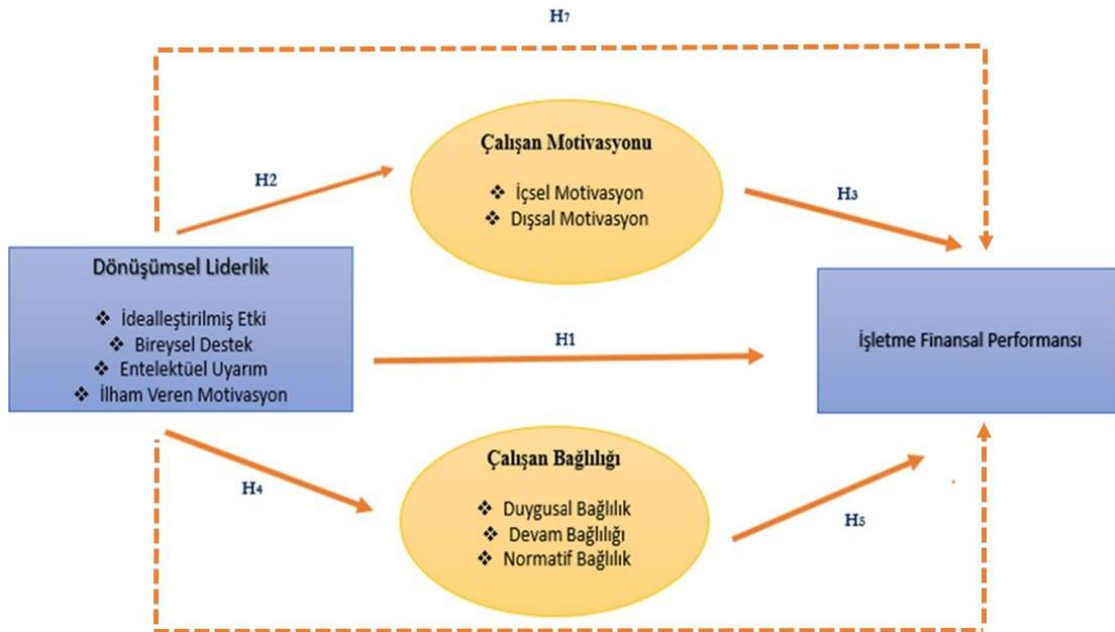 H7
Çalışan Motivasyonu
❖ İçsel Motivasyon
❖ Dışsal Motivasyon
H2
H3
Dönüşümsel Liderlik
❖ İdealleştirilmiş Etki
❖ Bireysel Destek
❖ Entelektüel Uyarım
❖ İlham Veren Motivasyon
H1
İşletme Finansal Performansı
Çalışan Bağlılığı
❖ Duygusal Bağlılık
❖ Devam Bağlılığı
❖ Normatif Bağlılık
H4
H5